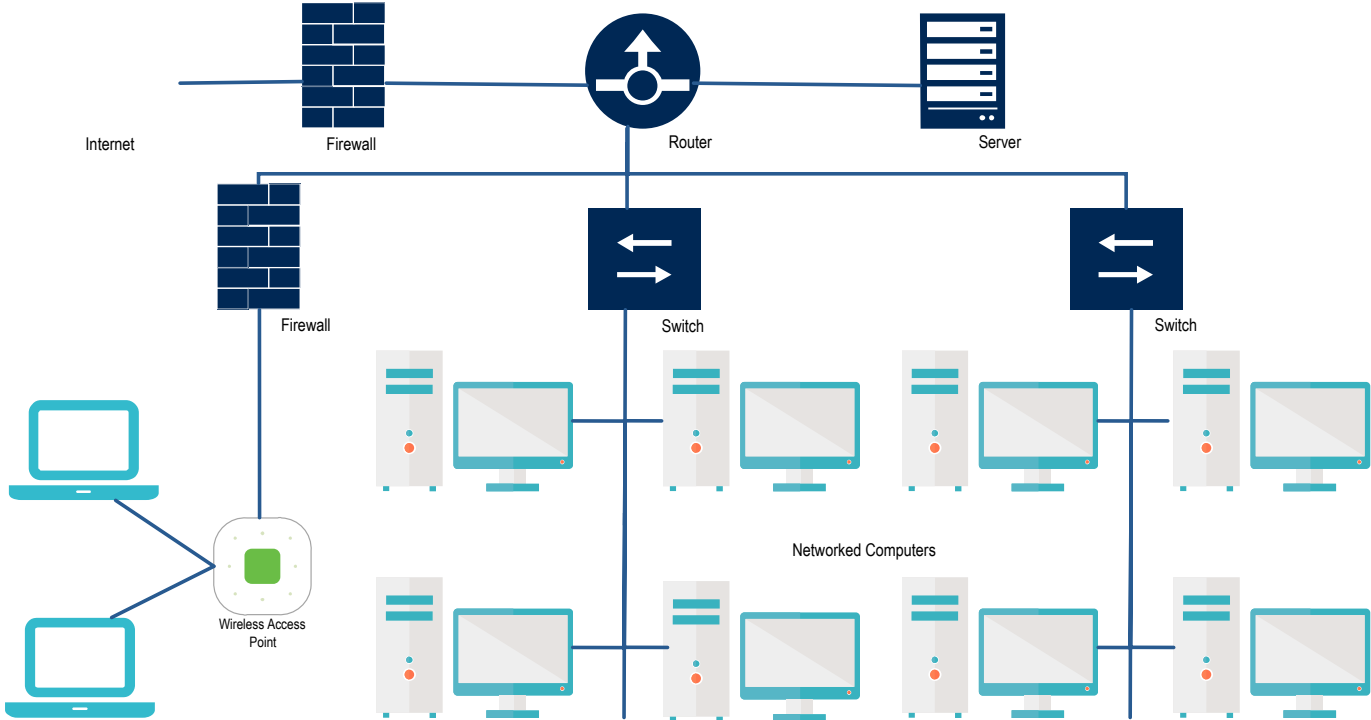 Internet
Firewall
Router
Server
Firewall
Switch
Switch
Networked Computers
Wireless Access
Point